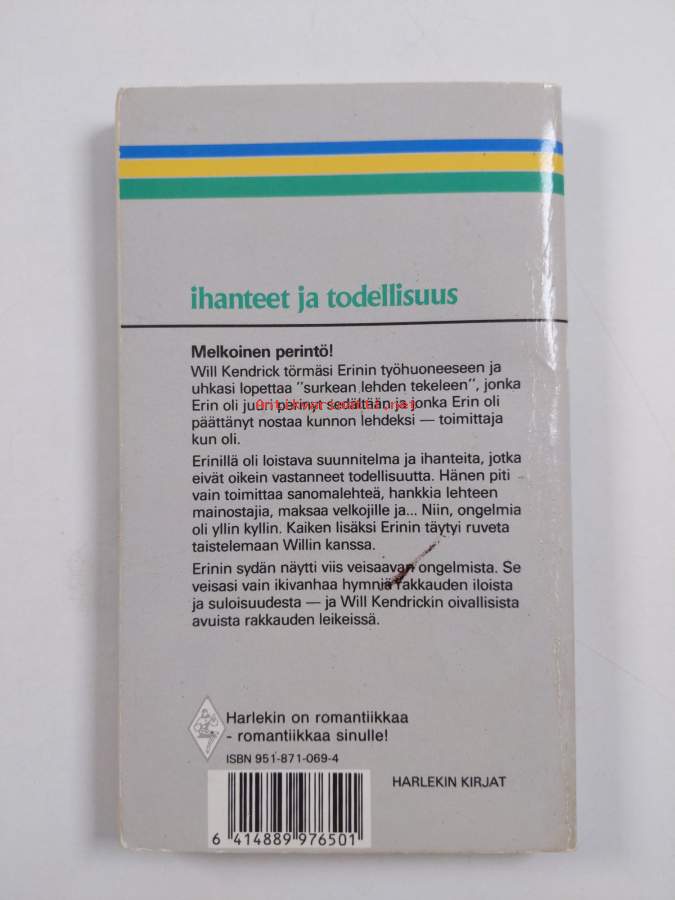 ihanteet ja todellisuus
Melkoinen perintö!
Will Kendrick törmäsi Erinin työhuoneeseen ja
uhkasi lopettaa "surkean lehden tekeleen", jonka
Erin oli juuri perinyt sedältään ja jonka Erin oli
päättänyt nostaa kunnon lehdeksi — toimittaja
kun oli.
Erinillä oli loistava suunnitelma ja ihanteita, jotka
eivät oikein vastanneet todellisuutta. Hänen piti
vain toimittaa sanomalehteä, hankkia lehteen
mainostajia, maksaa velkojille ja... Niin, ongelmia
oli yllin kyllin. Kaiken lisäksi Erinin täytyi ruveta
taistelemaan Willin kanssa.
Erinin sydän näytti viis veisaavan ongelmista. Se
veisasi vain ikivanhaa hymniä rakkauden iloista
ja suloisuudesta — ja Will Kendrickin oivallisista
avuista rakkauden leikeissä.
Harlekin on romantiikkaa
- romantiikkaa sinulle!
ISBN 951-871-069-4
HARLEKIN KIRJAT
6 414889 976501